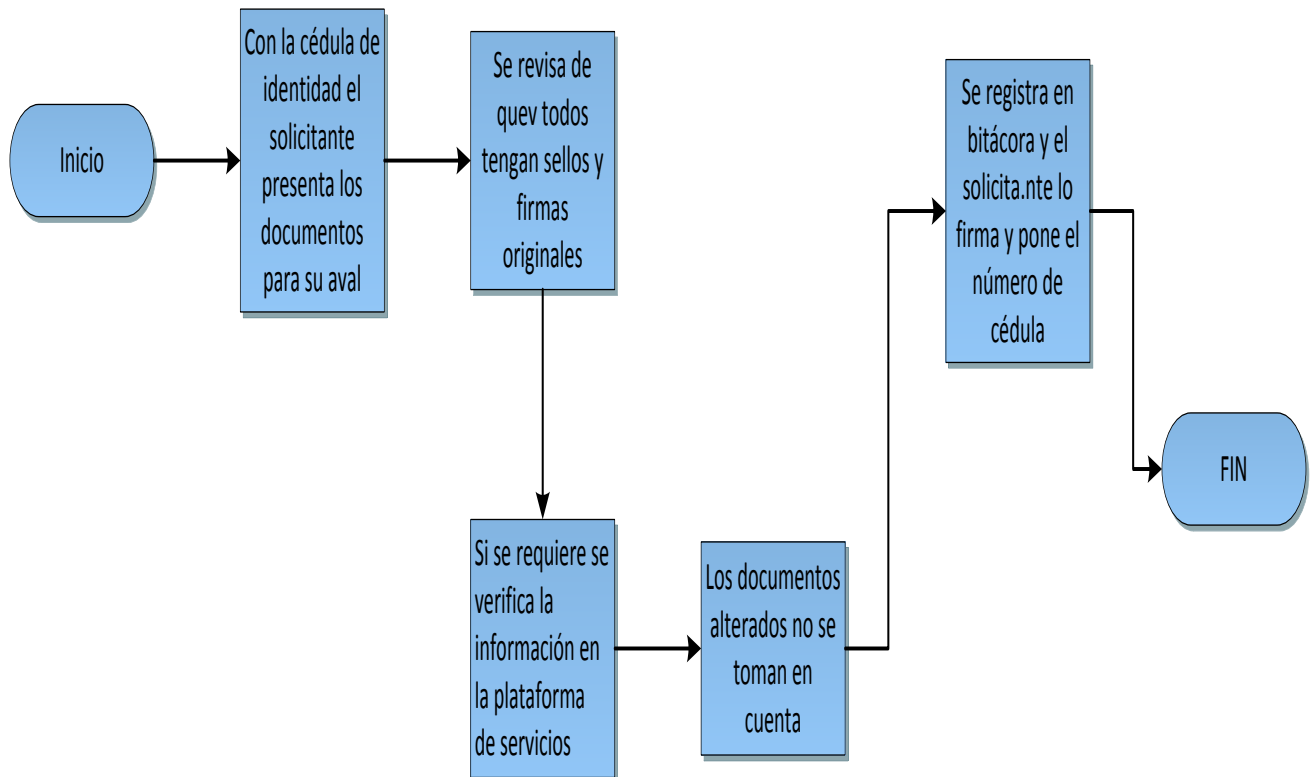 Inicio
Con la cédula de
identidad el
solicitante
presenta los
documentos
para su aval
Se revisa de
quev todos
tengan sellos y
firmas
originales
Si se requiere se
verifica la
información en
la plataforma
de servicios
Los documentos
alterados no se
toman en
cuenta
Se registra en
bitácora y el
solicita.nte lo
firma y pone el
número de
cédula
FIN